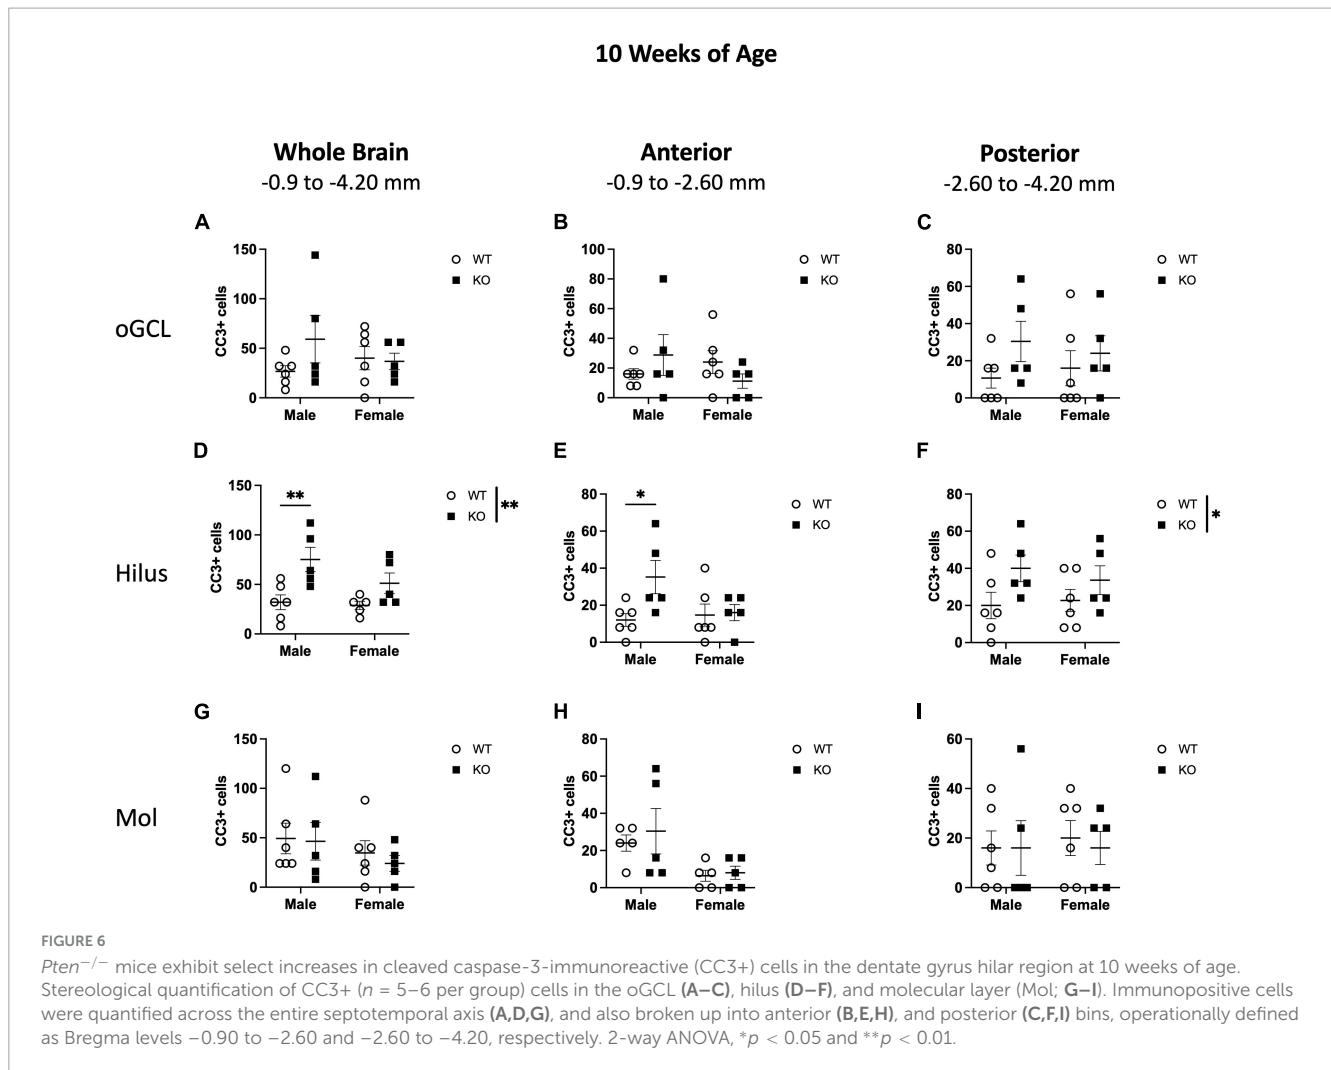 10 Weeks of Age
Whole Brain
-0.9 to -4.20 mm
Anterior
-0.9 to -2.60 mm
Posterior
-2.60 to -4.20 mm
oGCL
A
CC3+ cells
150
100
50
0
Male
Female
WT
KO
B
CC3+ cells
100
80
60
40
20
0
Male
Female
WT
KO
C
CC3+ cells
80
60
40
20
0
Male
Female
WT
KO
Hilus
D
CC3+ cells
150
100
50
0
**
Male
Female
WT
KO
**
E
CC3+ cells
80
60
40
20
0
*
Male
Female
WT
KO
F
CC3+ cells
80
60
40
20
0
Male
Female
WT
KO
*
Mol
G
CC3+ cells
150
100
50
0
Male
Female
WT
KO
H
CC3+ cells
80
60
40
20
0
Male
Female
WT
KO
I
CC3+ cells
60
40
20
0
Male
Female
WT
KO
FIGURE 6
Pten−/− mice exhibit select increases in cleaved caspase-3-immunoreactive (CC3+) cells in the dentate gyrus hilar region at 10 weeks of age.
Stereological quantification of CC3+ (n = 5–6 per group) cells in the oGCL (A–C), hilus (D–F), and molecular layer (Mol; G–I). Immunopositive cells
were quantified across the entire septotemporal axis (A,D,G), and also broken up into anterior (B,E,H), and posterior (C,F,I) bins, operationally defined
as Bregma levels −0.90 to −2.60 and −2.60 to −4.20, respectively. 2-way ANOVA, *p < 0.05 and **p < 0.01.